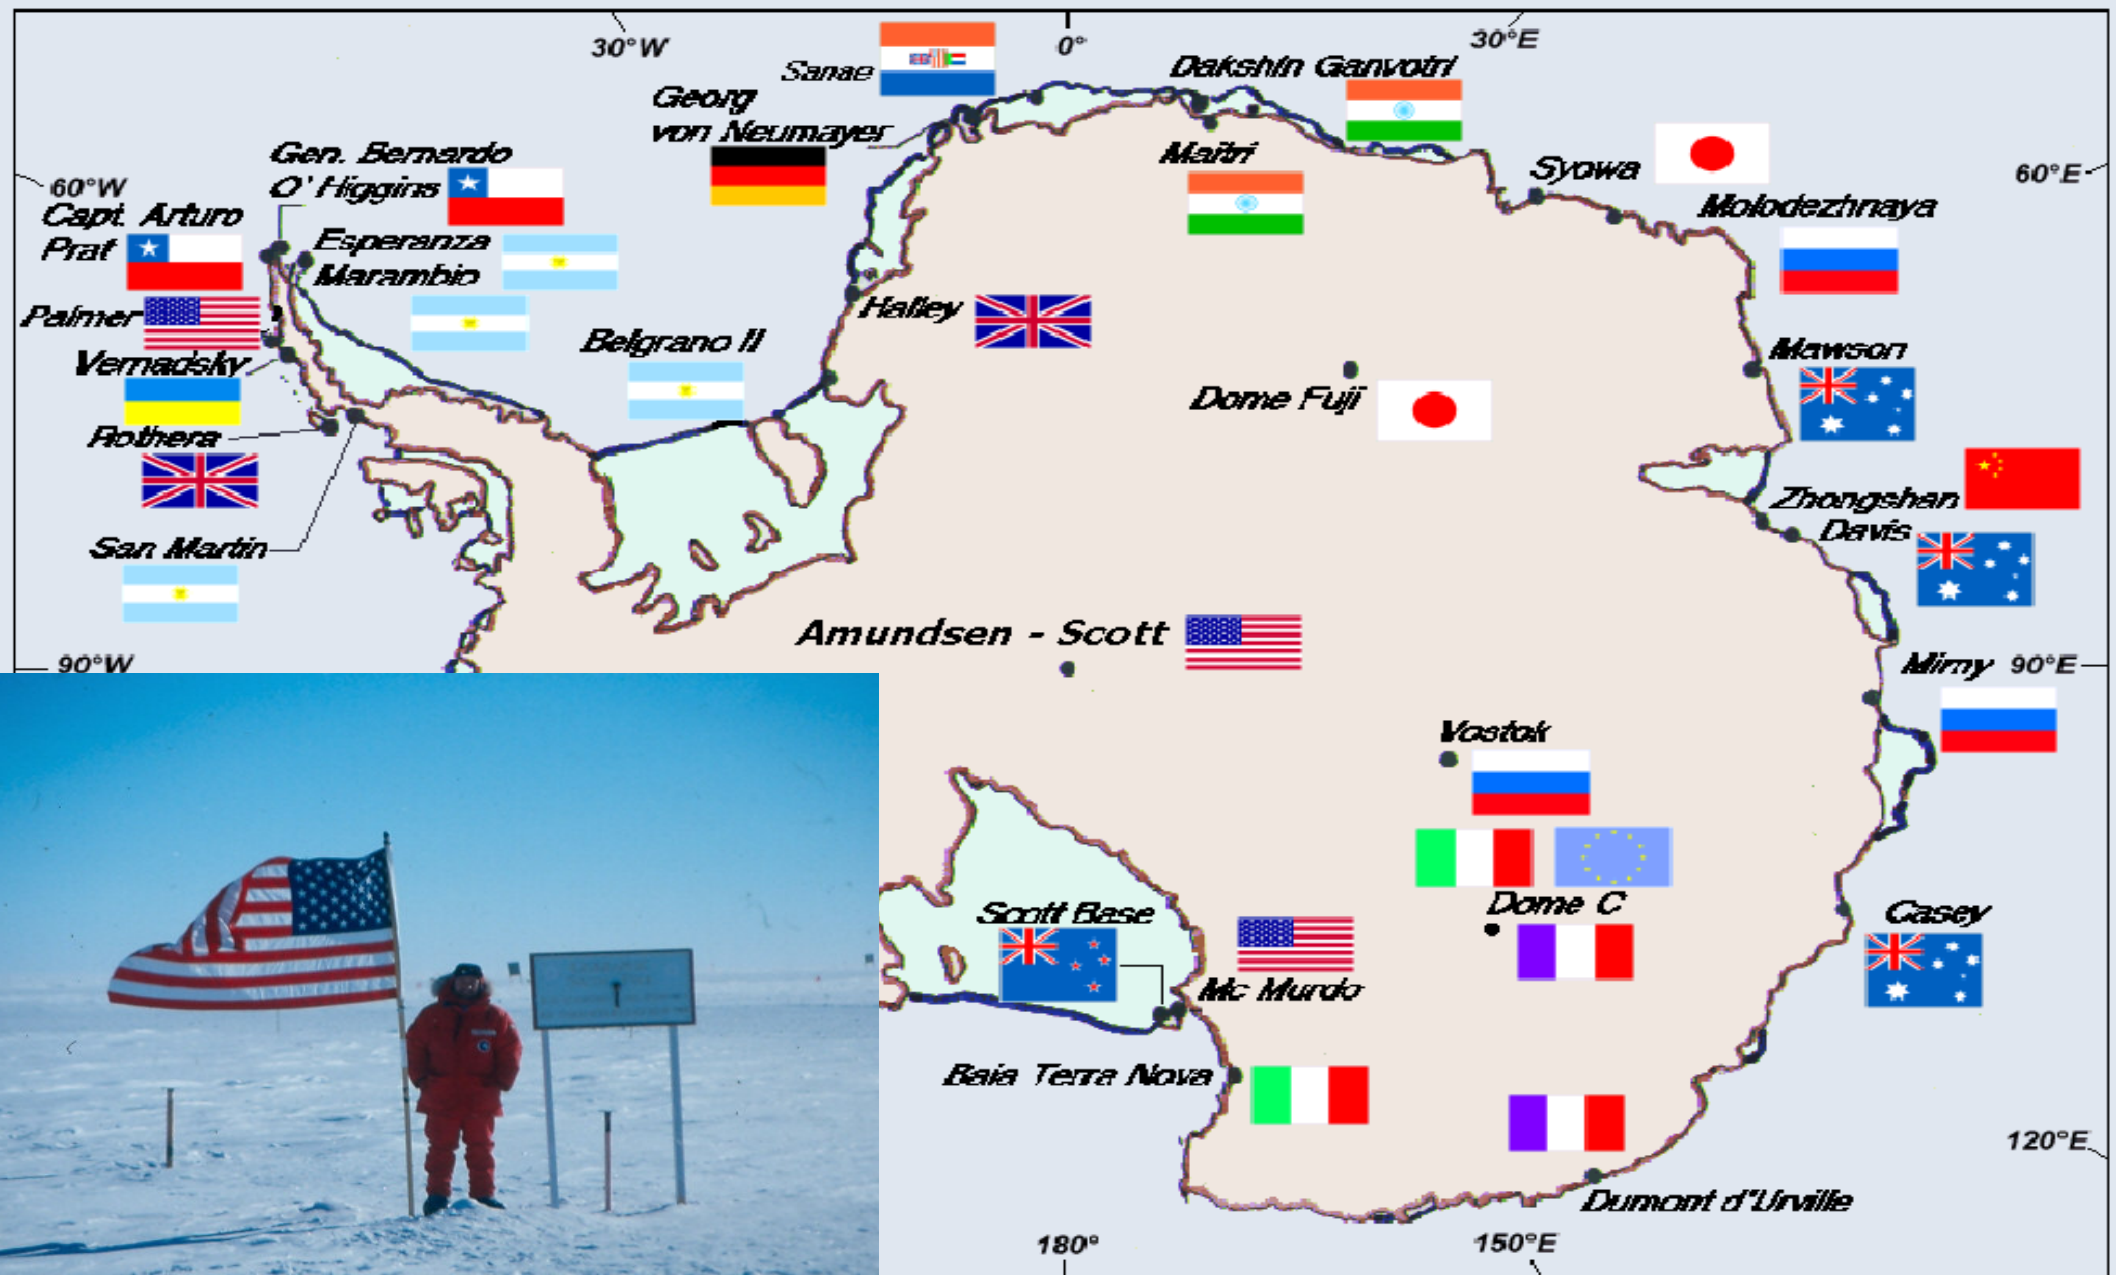 30°W
0°
30°E
Sanae
Dakshin Ganvotri
Georg
von Neumayer
Gen. Bernardo
O' Higgins
Maitri
Syowa
60°W
60°E
Capt. Arturo
Prat
Molodezhnaya
Esperanza
Marambio
Palmer
Halley
Belgrano II
Vernadsky
Mawson
Dome Fuji
Rothera
Zhongshan
Davis
San Martin
Amundsen - Scott
90°W
Mirny
90°E
Vostok
Dome C
Scott Base
Casey
Mc Murdo
Baia Terra Nova
120°E
Dumont d'Urville
180°
150°E